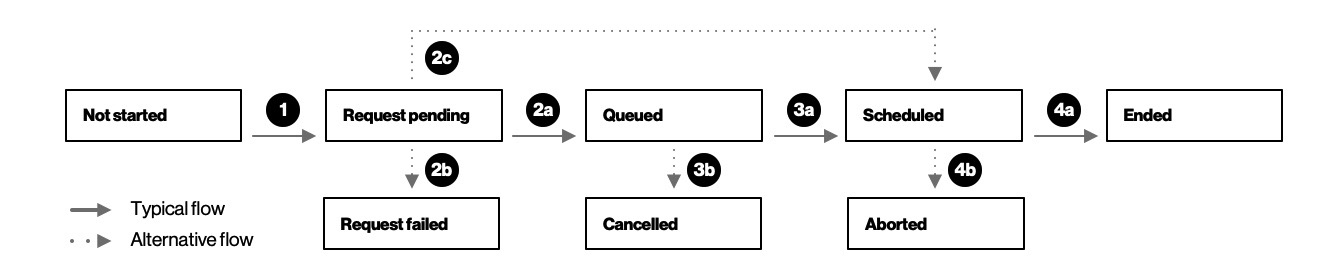 2c
Not started
1
Request pending
2a
Queued
3a
Scheduled
4a
Ended
2b
3b
4b
Typical flow
Alternative flow
Request failed
Cancelled
Aborted